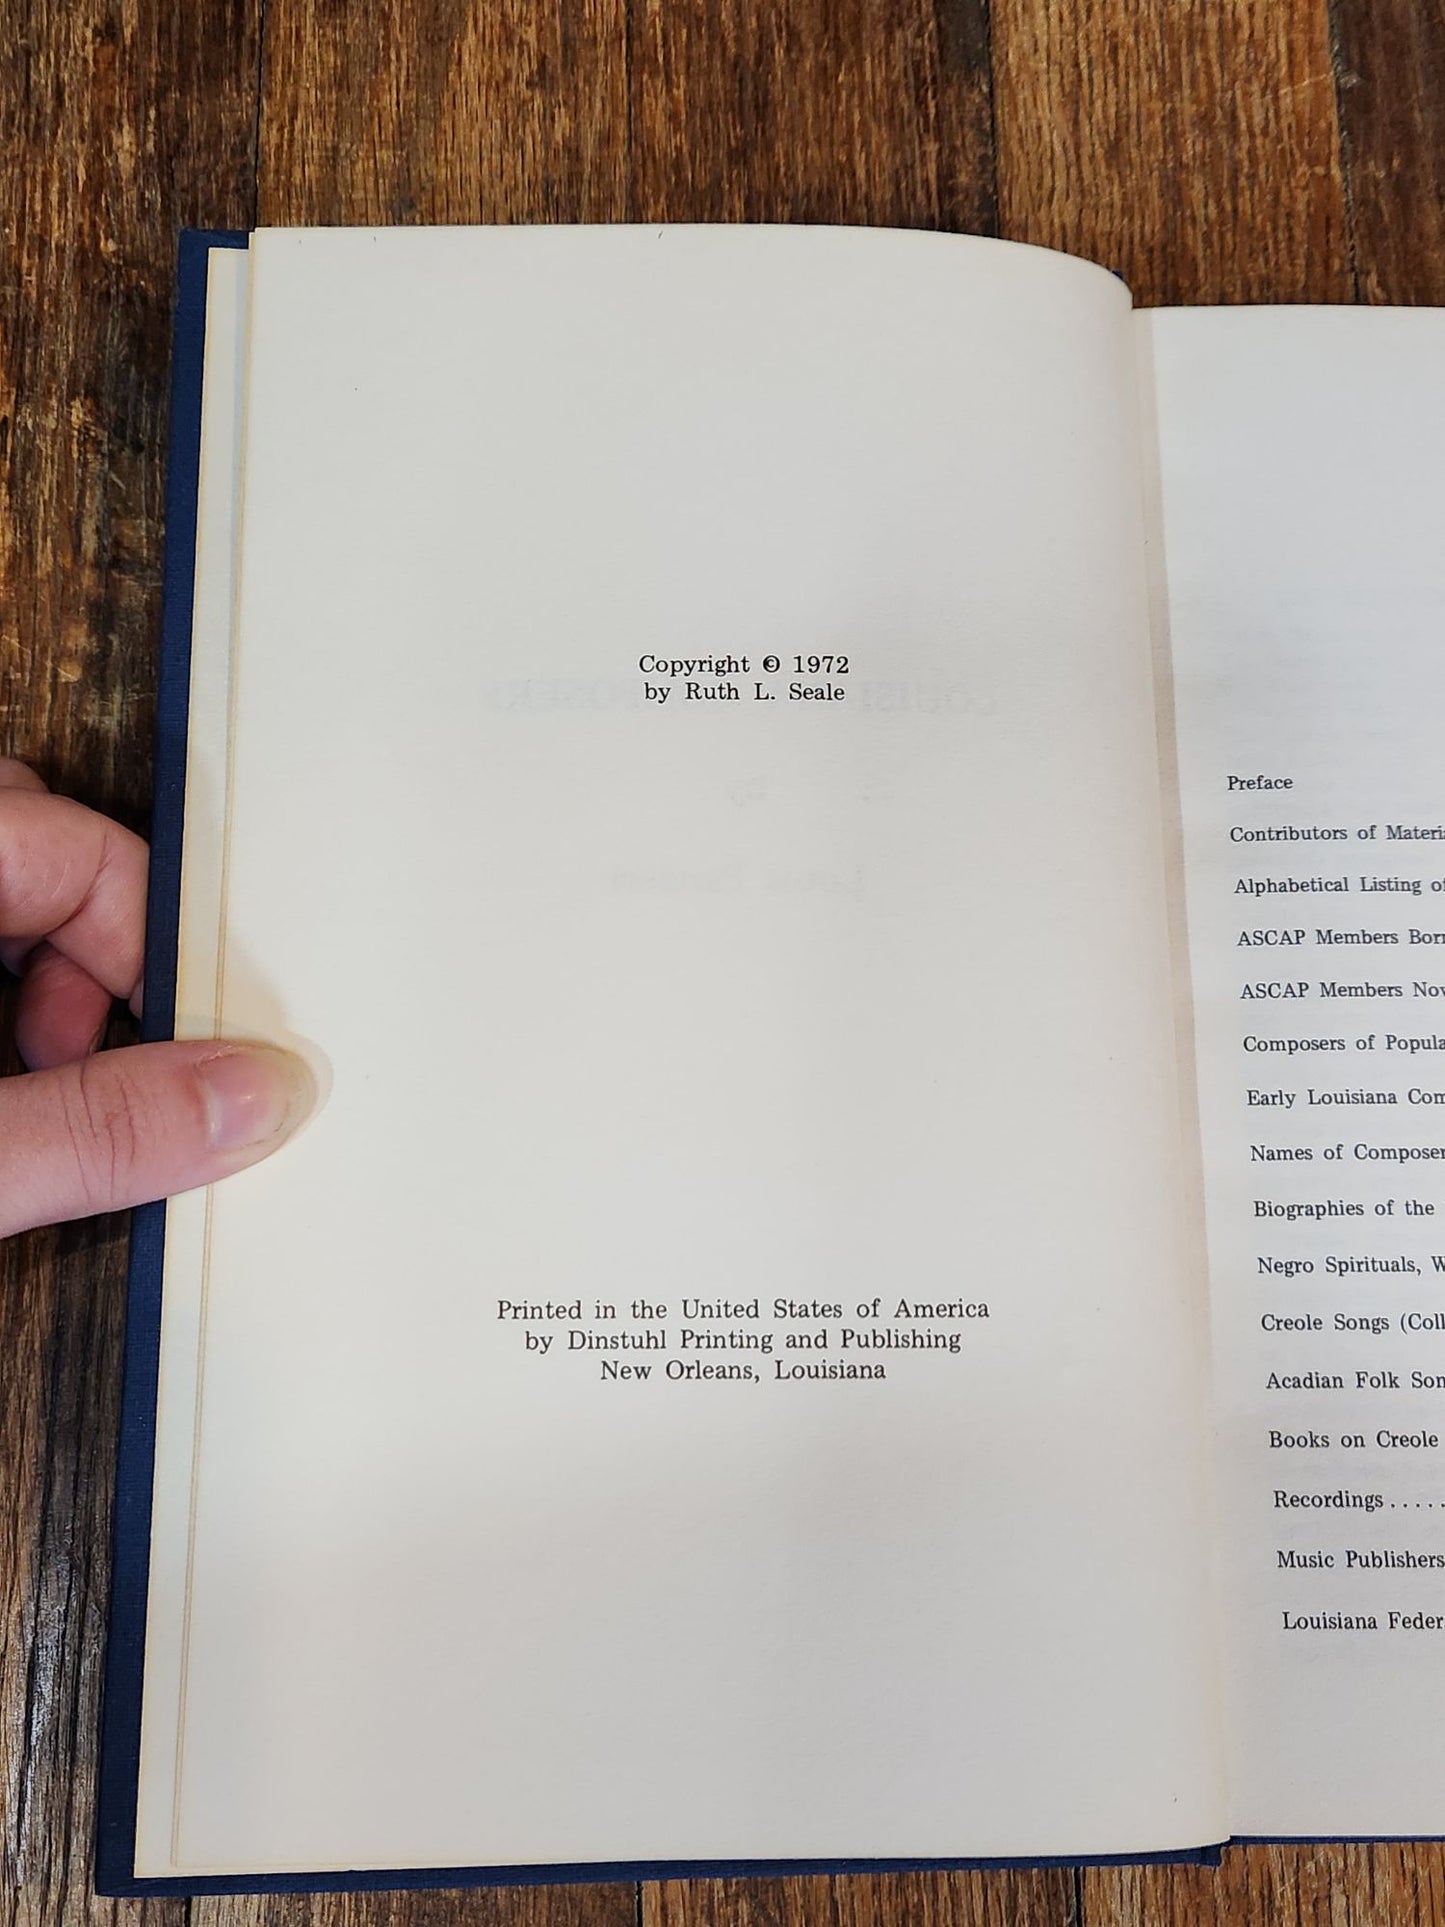 Copyright © 1972
by Ruth L. Seale
Printed in the United States of America
by Dinstuhl Printing and Publishing
New Orleans, Louisiana
Preface
Contributors of
Alphabetical Listing
ASCAP Members
ASCAP Members
Composers of
Early Louisiana
Names of
Biographies of the
Negro Spirituals,
Creole Songs
Acadian Folk
Books on Creole
Recordings.....
Music Publishers
Louisiana